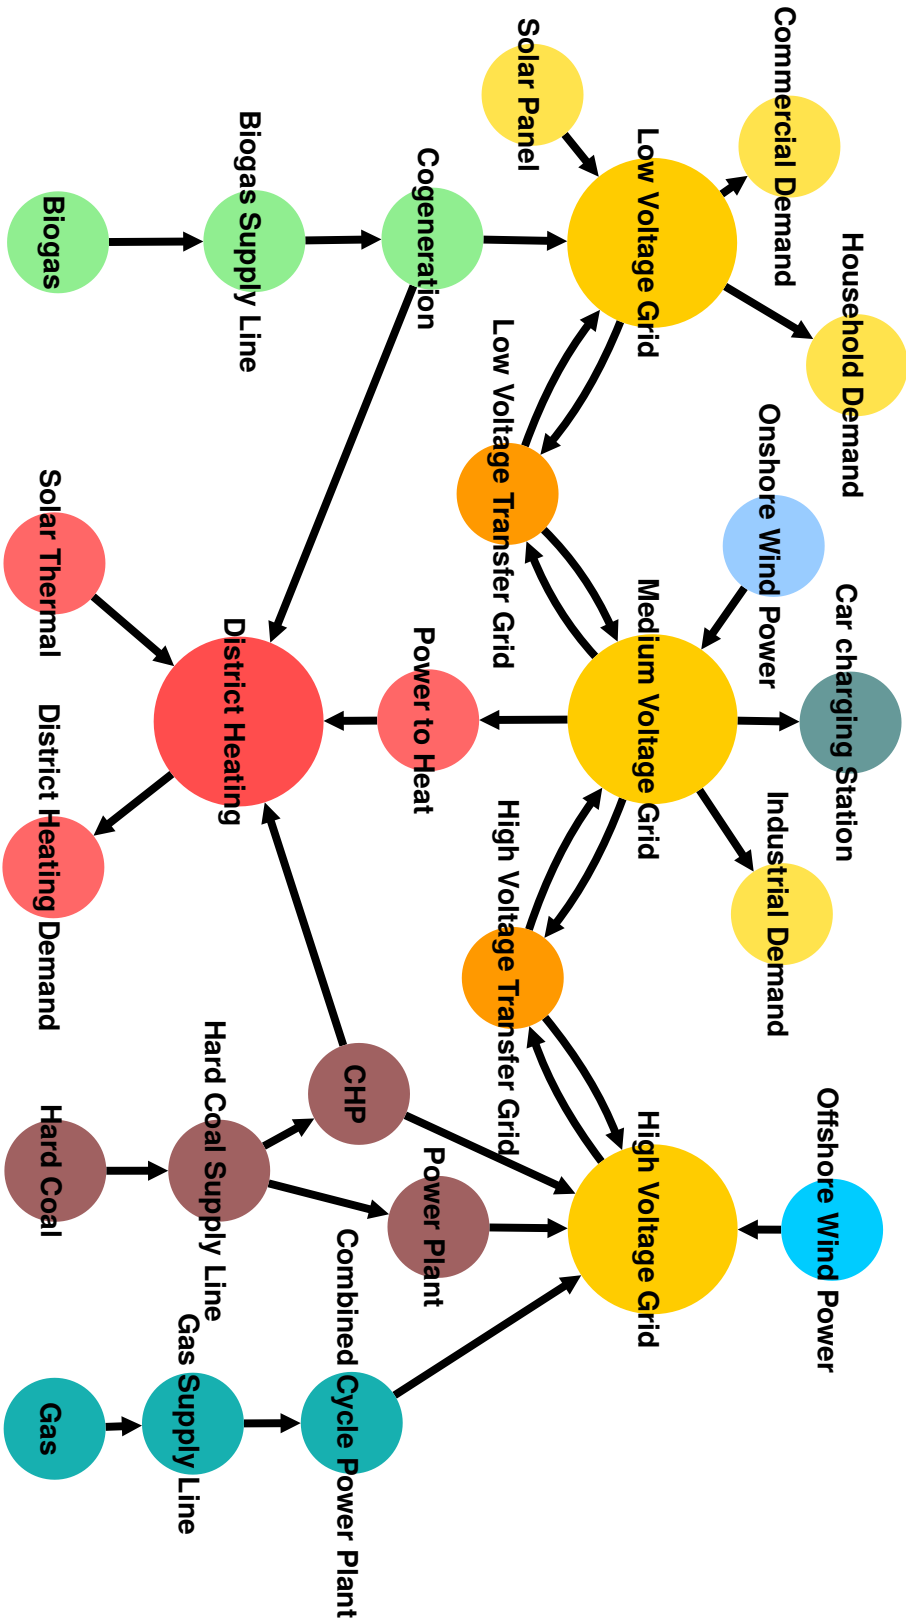 Commercial Demand
Household Demand
Onshore Wind Power
Car charging Station
Industrial Demand
Offshore Wind Power
Low Voltage Grid
Medium Voltage Grid
High Voltage Grid
Solar Panel
Low Voltage Transfer Grid
High Voltage Transfer Grid
Cogeneration
Power to Heat
Power Plant
CHP
Combined Cycle Power Plant
Biogas Supply Line
District Heating
Hard Coal Supply Line
Gas Supply Line
Biogas
Solar Thermal
District Heating Demand
Hard Coal
Gas